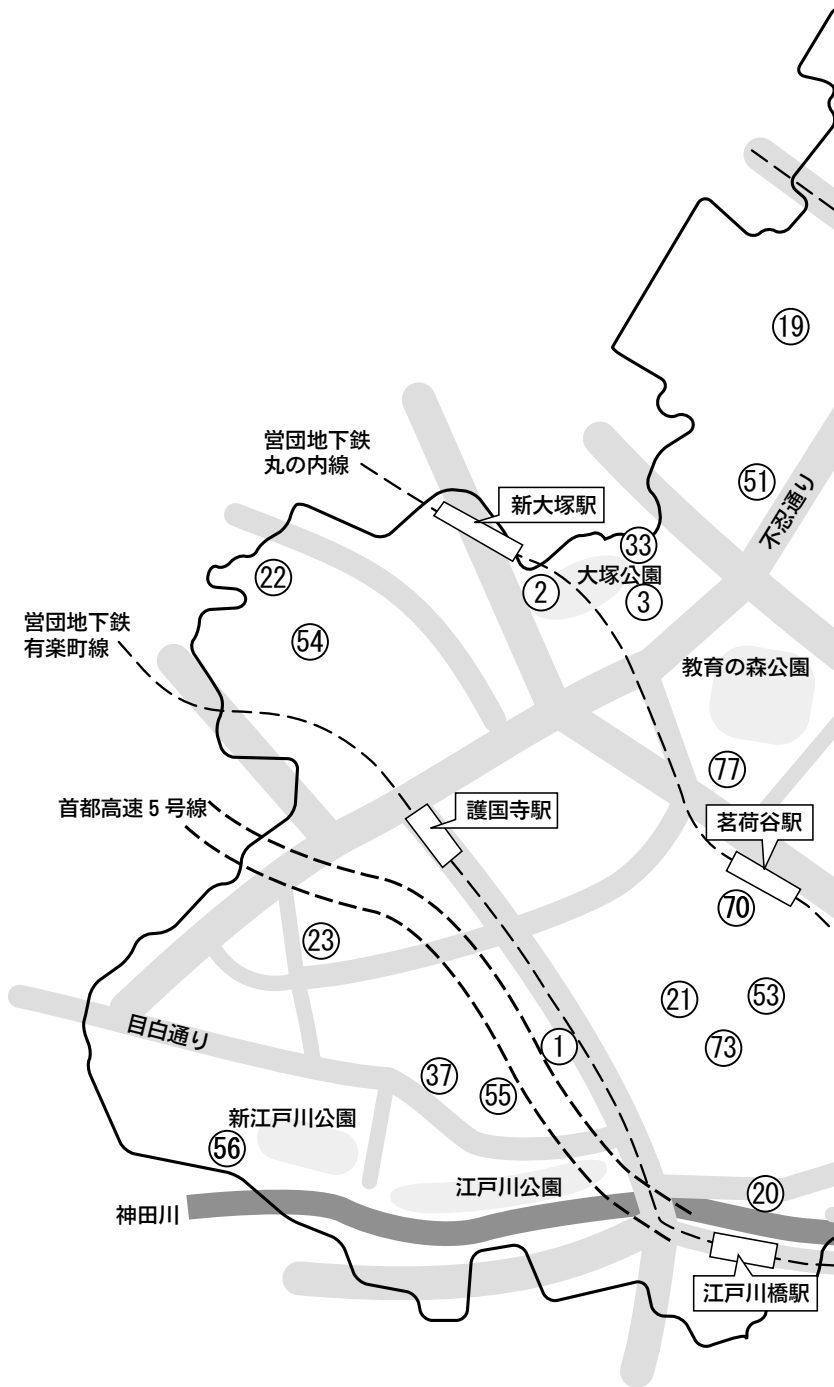 ⑲
営団地下鉄
丸の内線
51
不忍通り
新大塚駅
33
大塚公園
22
②
③
営団地下鉄
有楽町線
54
教育の森公園
77
首都高速5号線
護国寺駅
茗荷谷駅
70
23
21
53
目白通り
①
73
37
55
新江戸川公園
56
江戸川公園
⑳
神田川
江戸川橋駅